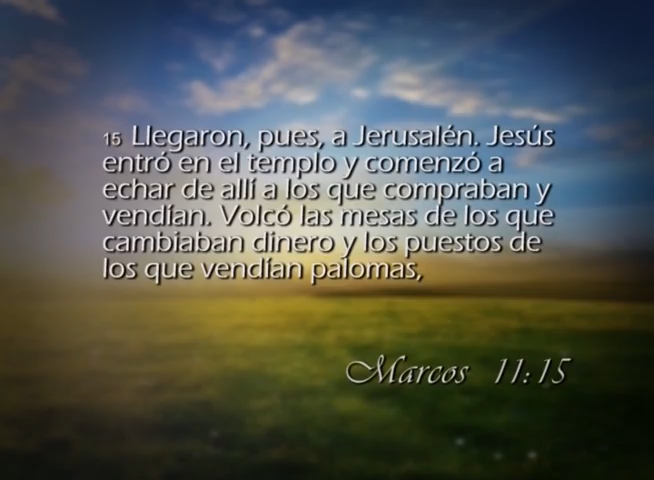 15 Llegaron, pues, a Jerusalén. Jesús
entró en el templo y comenzó a
echar de allí a los que compraban y
vendían. Volcó las mesas de los que
cambiaban dinero y los puestos de
los que vendían palomas,
Marcos 11:15